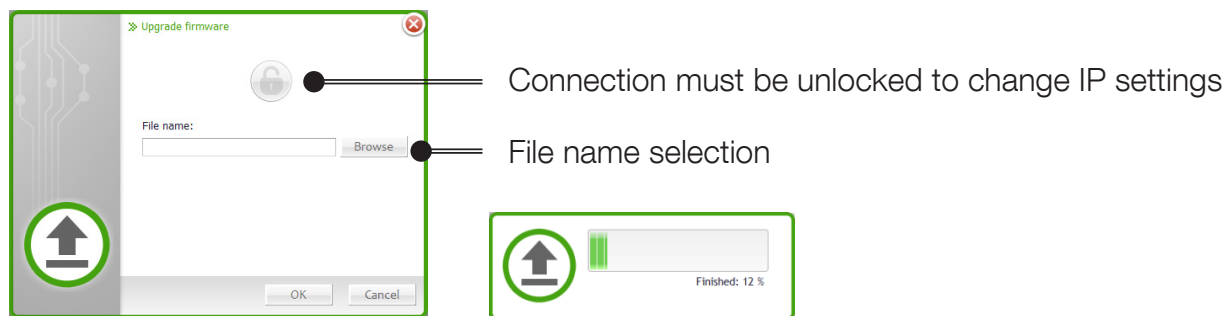 Upgrade firmware
Connection must be unlocked to change IP settings
File name:
Browse
File name selection
OK
Cancel
Finished: 12 %